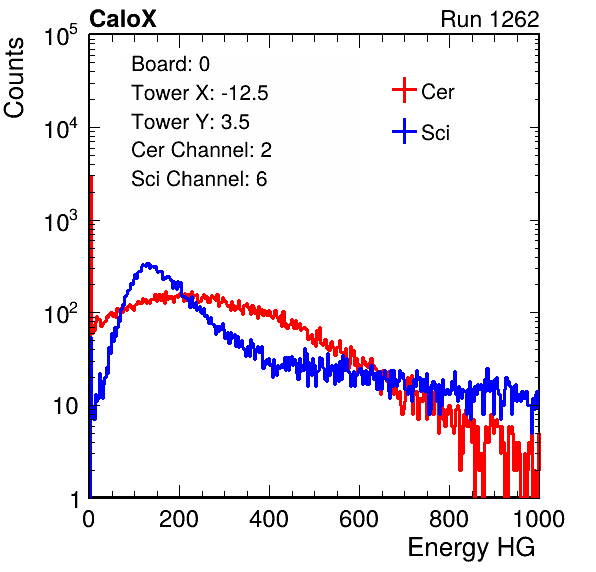 CaloX Run 1262
Counts
10^5
10^4
10^3
10^2
10
1
Board: 0
Tower X: -12.5
Tower Y: 3.5
Cer Channel: 2
Sci Channel: 6
Cer
Sci
0 200 400 600 800 1000
Energy HG